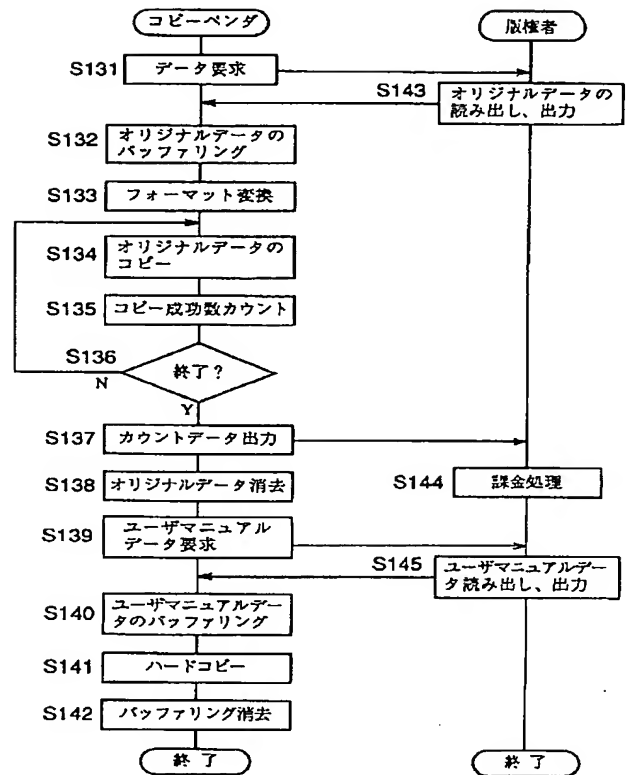 コピーベンダ
版権者
S131 データ要求
S143 オリジナルデータの
読み出し、出力
S132 オリジナルデータの
バッファリング
S133 フォーマット変換
S134 オリジナルデータの
コピー
S135 コピー成功数カウント
S136 終了?
N
Y
S137 カウントデータ出力
S138 オリジナルデータ消去
S144 課金処理
S139 ユーザマニュアル
データ要求
S145 ユーザマニュアルデー
タ読み出し、出力
S140 ユーザマニュアルデー
タのバッファリング
S141 ハードコピー
S142 バッファリング消去
終了
終了